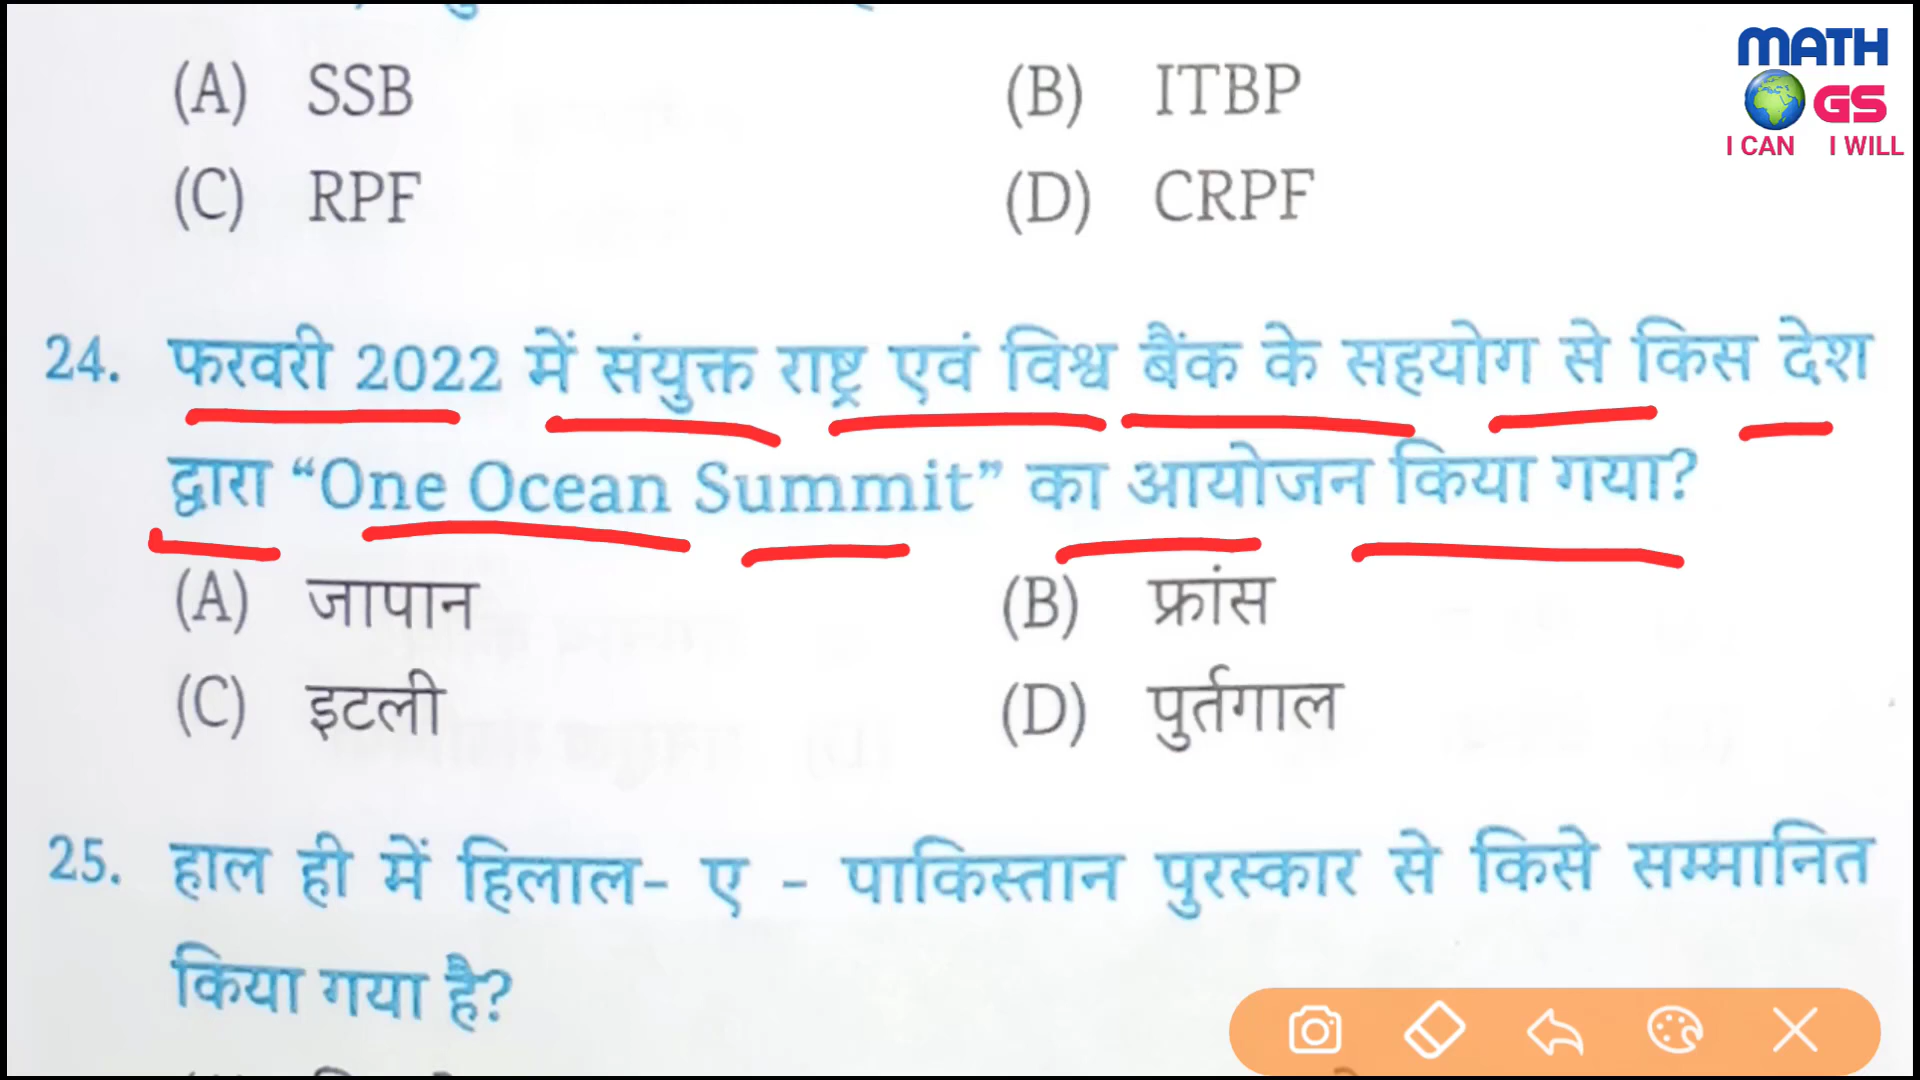 MATH
GS
I CAN I WILL
(A) SSB (B) ITBP
(C) RPF (D) CRPF
24. फरवरी 2022 में संयुक्त राष्ट्र एवं विश्व बैंक के सहयोग से किस देश
द्वारा “One Ocean Summit” का आयोजन किया गया?
(A) जापान (B) फ्रांस
(C) इटली (D) पुर्तगाल
25. हाल ही में हिलाल- ए - पाकिस्तान पुरस्कार से किसे सम्मानित
किया गया है?